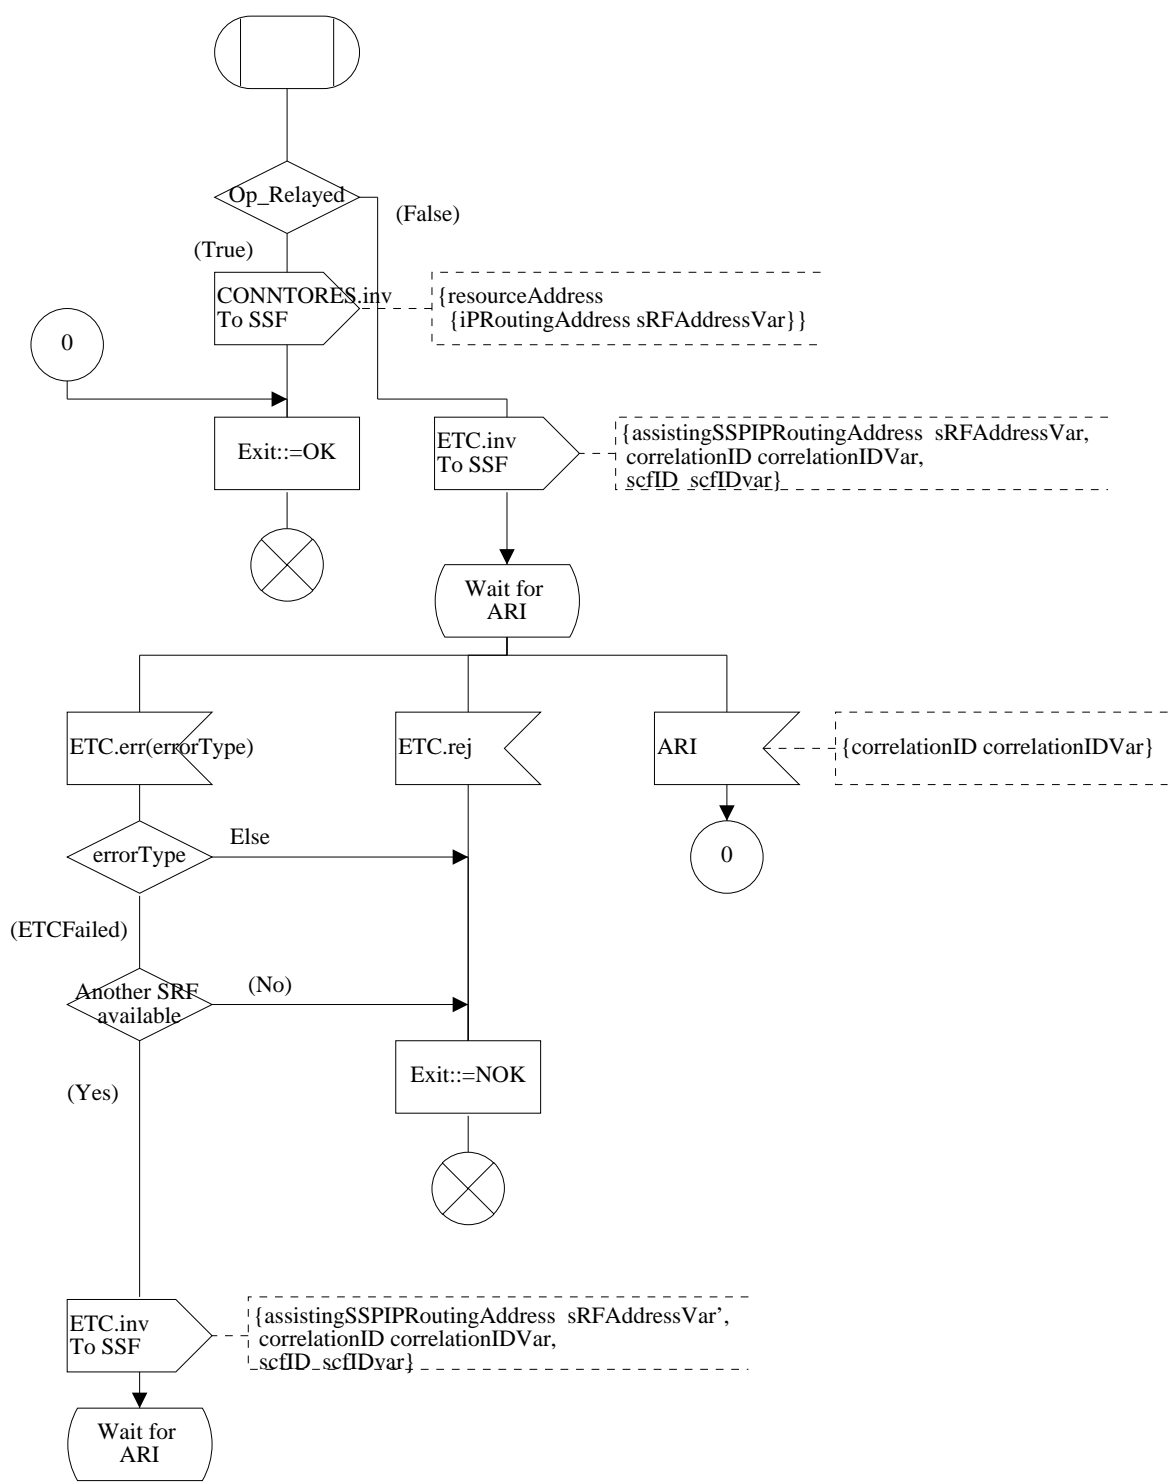 Op_Relayed
(False)
(True)
CONNTORES.inv
To SSF
{resourceAddress
{iPRoutingAddress sRFAddressVar}}
0
Exit::=OK
ETC.inv
To SSF
{assistingSSPIPRoutingAddress sRFAddressVar,
correlationID correlationIDVar,
scfID scfIDvar}
Wait for
ARI
ETC.err(errorType)
ETC.rej
ARI
{correlationID correlationIDVar}
errorType
Else
0
(ETCFailed)
Another SRF
available
(No)
Exit::=NOK
(Yes)
ETC.inv
To SSF
{assistingSSPIPRoutingAddress sRFAddressVar’,
correlationID correlationIDVar,
scfID scfIDvar}
Wait for
ARI